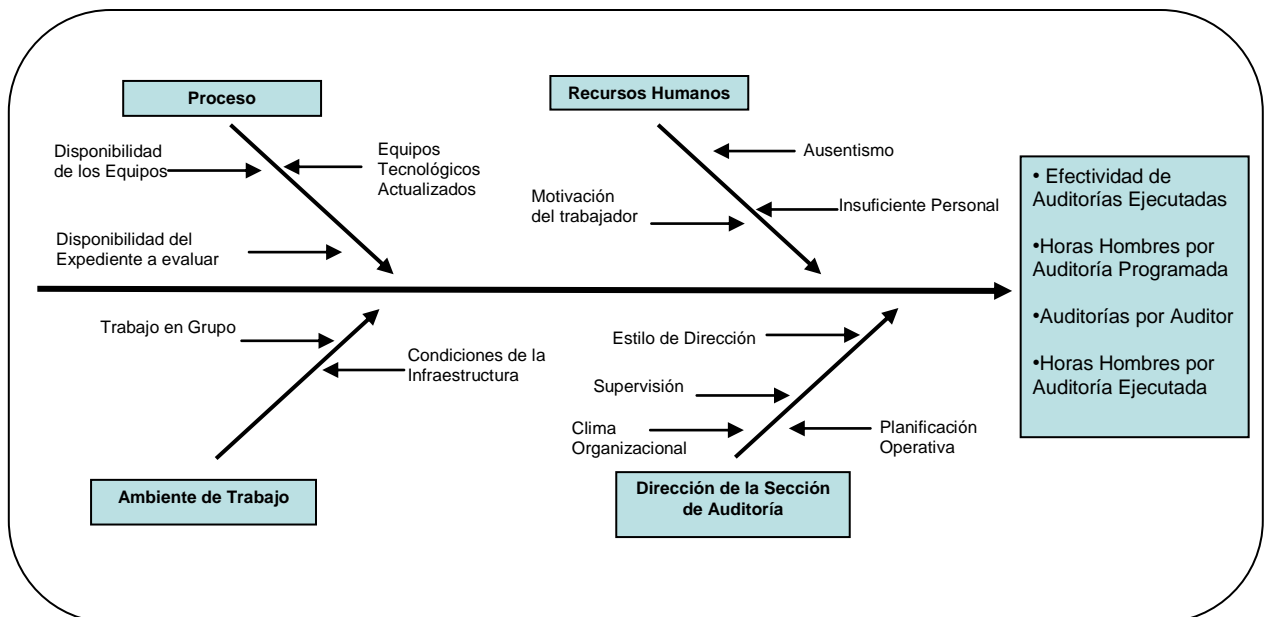 Proceso
Recursos Humanos
Disponibilidad
de los Equipos
Equipos
Tecnológicos
Actualizados
Disponibilidad del
Expediente a evaluar
Ausentismo
Motivación
del trabajador
Insuficiente Personal
• Efectividad de
Auditorías Ejecutadas
•Horas Hombres por
Auditoría Programada
•Auditorías por Auditor
•Horas Hombres por
Auditoría Ejecutada
Trabajo en Grupo
Condiciones de la
Infraestructura
Estilo de Dirección
Supervisión
Clima
Organizacional
Planificación
Operativa
Ambiente de Trabajo
Dirección de la Sección
de Auditoría